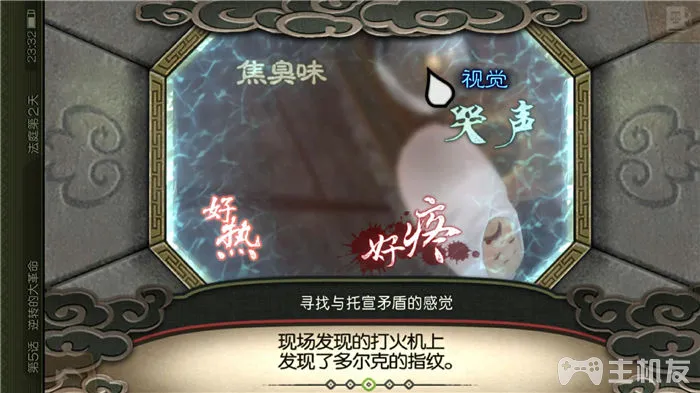 23:32
法庭第2天
第5话 逆转的大革命
焦臭味
视觉
哭声
好热
好疼
寻找与托宣矛盾的感觉
现场发现的打火机上
发现了多尔克的指纹。
主机友